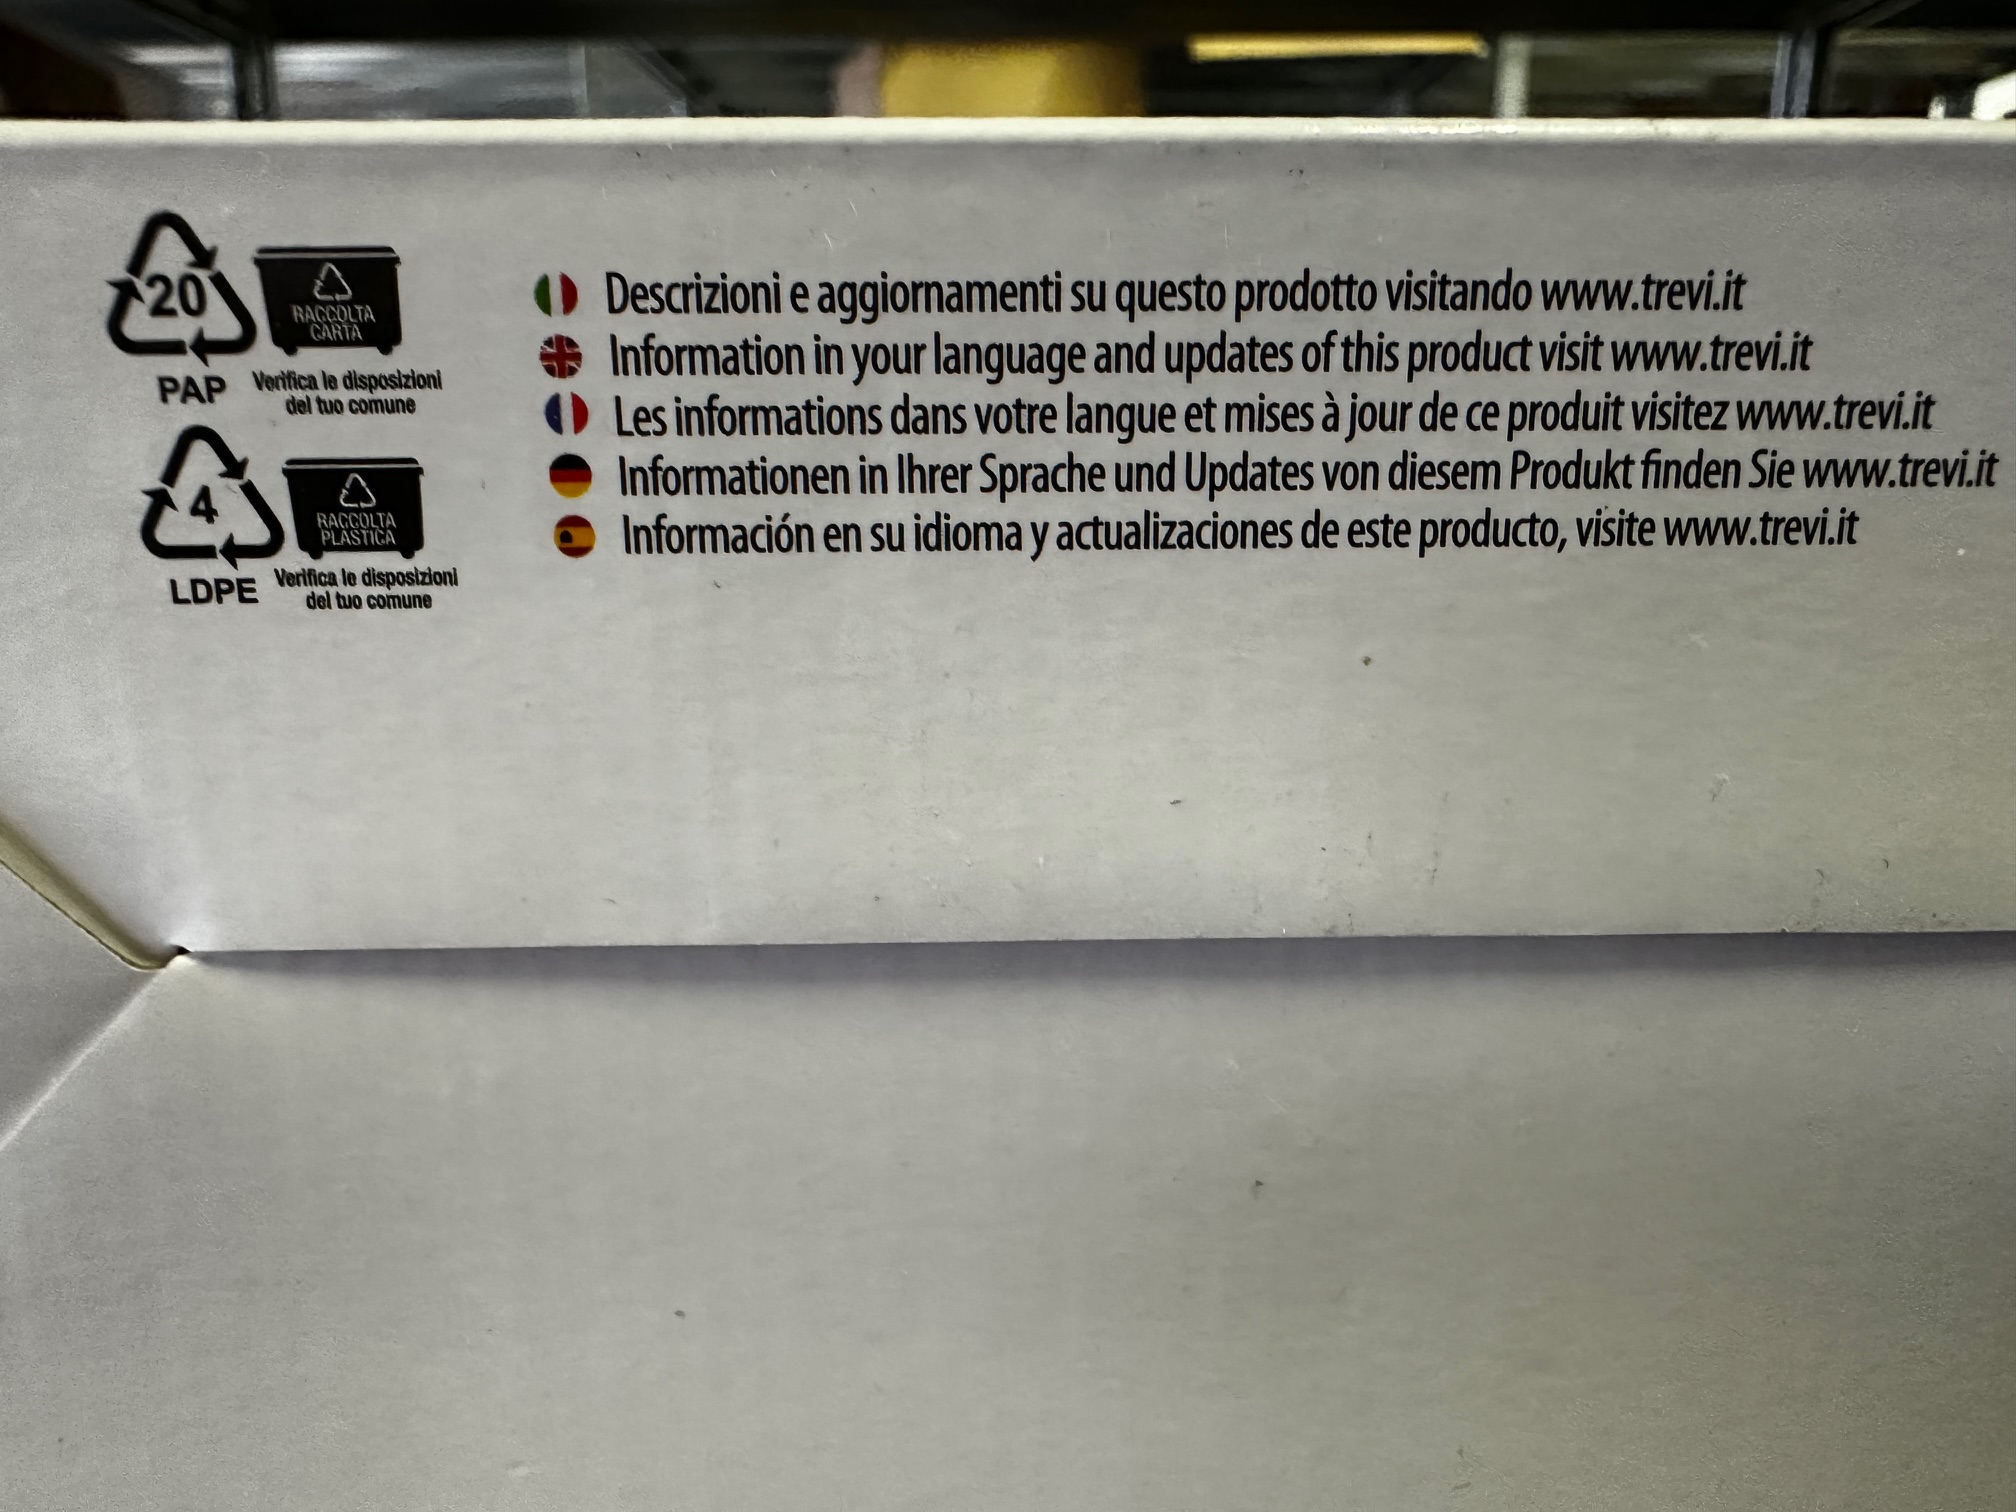 20
PAP
RACCOLTA
CARTA
Verifica le disposizioni
del tuo comune
4
LDPE
RACCOLTA
PLASTICA
Verifica le disposizioni
del tuo comune
Descrizioni e aggiornamenti su questo prodotto visitando www.trevi.it
Information in your language and updates of this product visit www.trevi.it
Les informations dans votre langue et mises à jour de ce produit visitez www.trevi.it
Informationen in Ihrer Sprache und Updates von diesem Produkt finden Sie www.trevi.it
Información en su idioma y actualizaciones de este producto, visite www.trevi.it